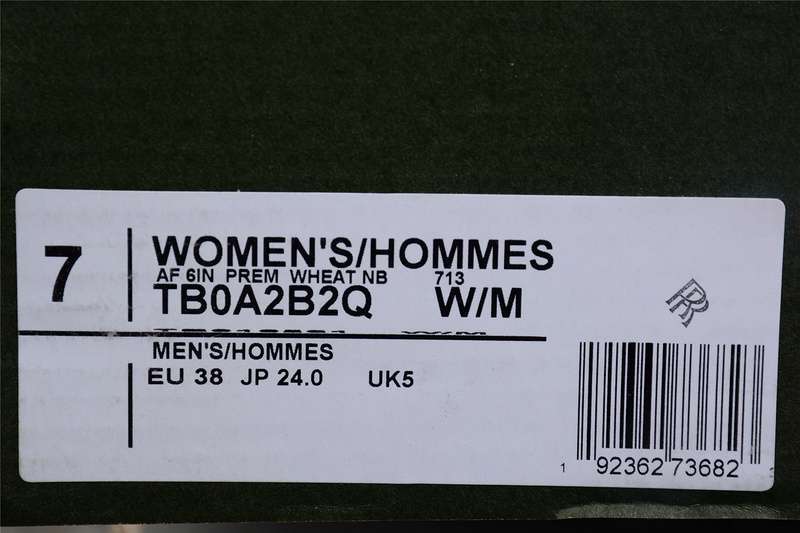 7
WOMEN'S/HOMMES
AF 6IN PREM WHEAT NB 713
TB0A2B2Q W/M
MEN'S/HOMMES
EU 38 JP 24.0 UK5
RR
1 92362 73682